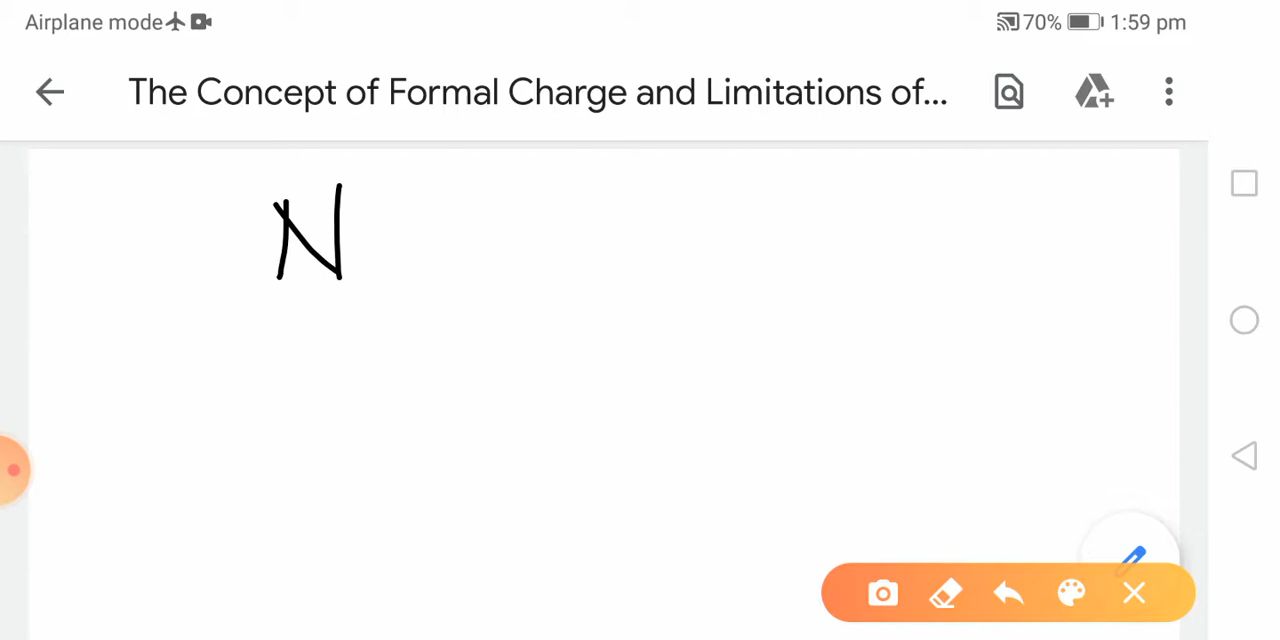 Airplane mode 70% 1:59 pm
The Concept of Formal Charge and Limitations of...
N